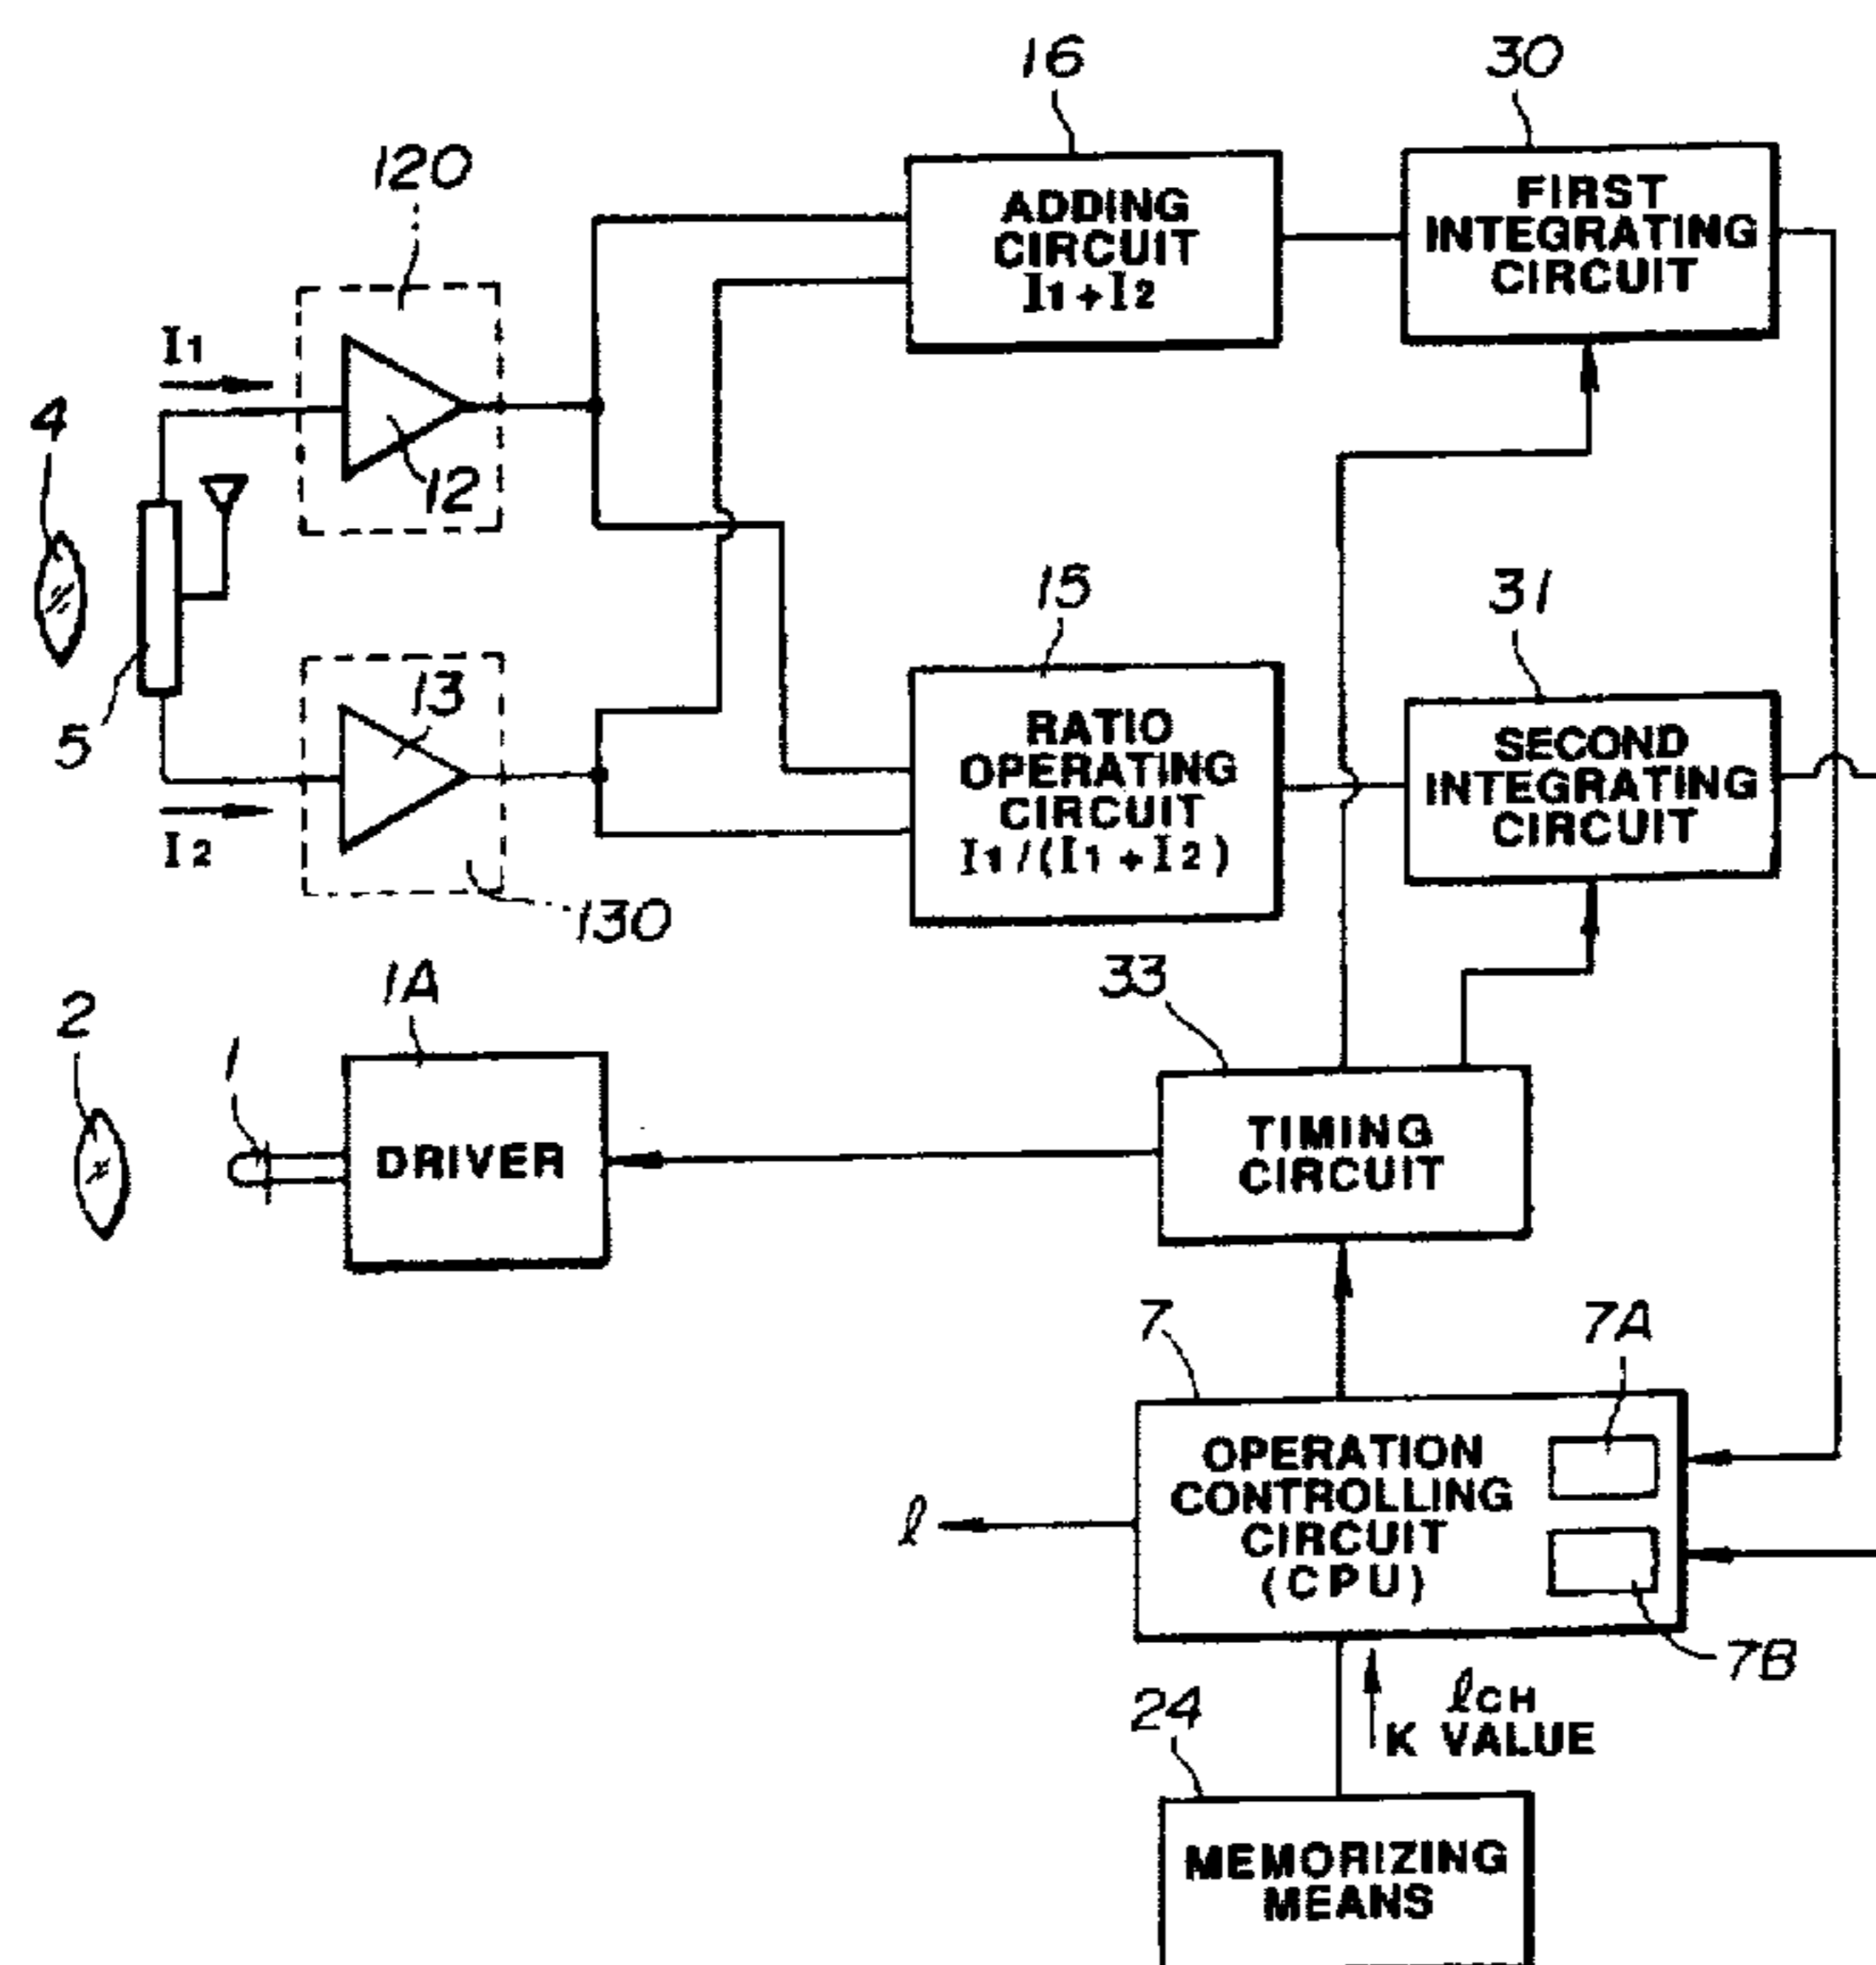 16
30
120
ADDING
CIRCUIT
I1+I2
FIRST
INTEGRATING
CIRCUIT
I1
4
12
15
31
13
5
RATIO
OPERATING
CIRCUIT
I1/(I1+I2)
SECOND
INTEGRATING
CIRCUIT
I2
130
33
1A
2
1
DRIVER
TIMING
CIRCUIT
7
7A
OPERATION
CONTROLLING
CIRCUIT
(CPU)
ℓ
7B
24
ℓCH
K VALUE
MEMORIZING
MEANS